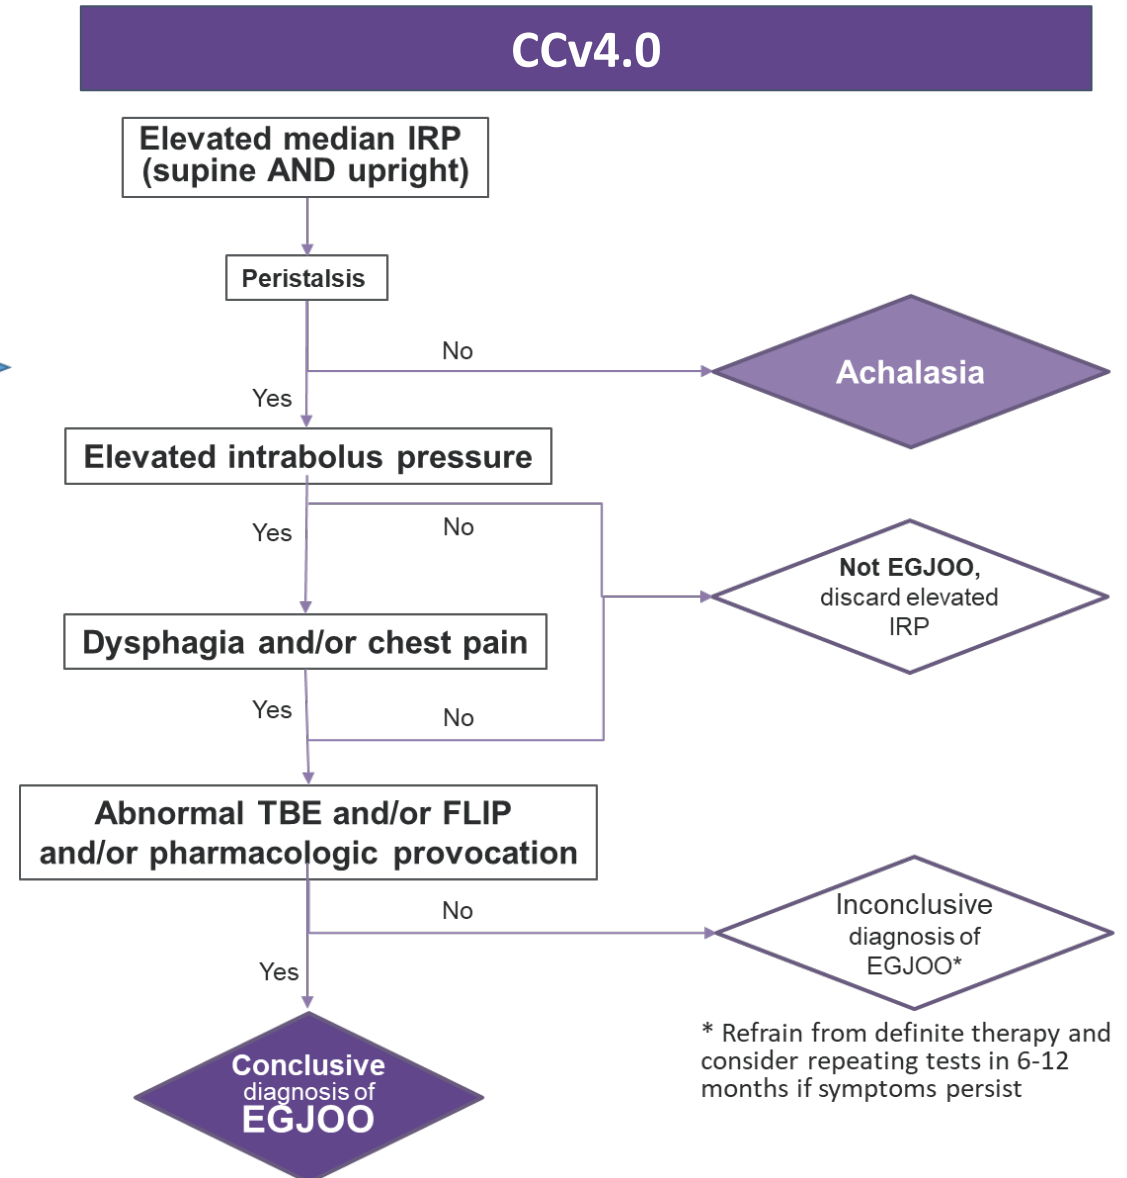 CCv4.0
Elevated median IRP
(supine AND upright)
Peristalsis
No
Achalasia
Yes
Elevated intrabolus pressure
Yes
No
Not EGJOO,
discard elevated
IRP
Dysphagia and/or chest pain
Yes
No
Abnormal TBE and/or FLIP
and/or pharmacologic provocation
No
Inconclusive
diagnosis of
EGJOO*
Yes
* Refrain from definite therapy and
consider repeating tests in 6-12
months if symptoms persist
Conclusive
diagnosis of
EGJOO